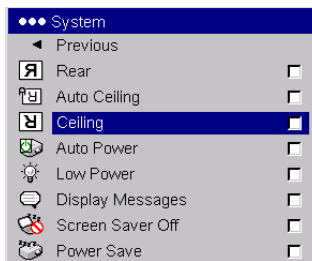 System
Previous
Rear
Auto Ceiling
Ceiling
Auto Power
Low Power
Display Messages
Screen Saver Off
Power Save